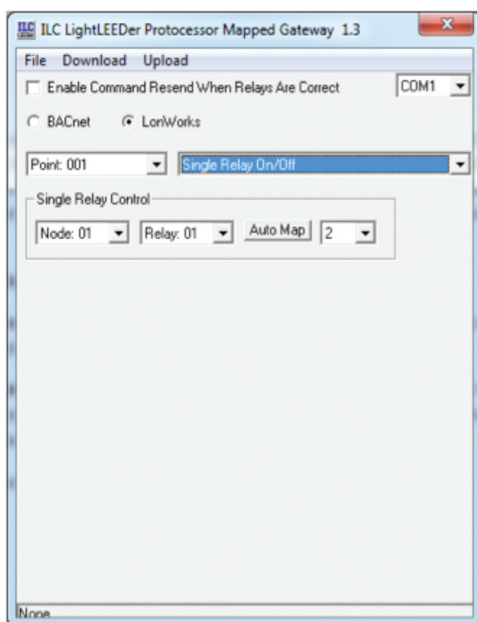 ILC LightLEEDer Protocessor Mapped Gateway 1.3
File Download Upload
Enable Command Resend When Relays Are Correct COM1
BACnet LonWorks
Point: 001 Single Relay On/Off
Single Relay Control
Node: 01 Relay: 01 Auto Map 2
None